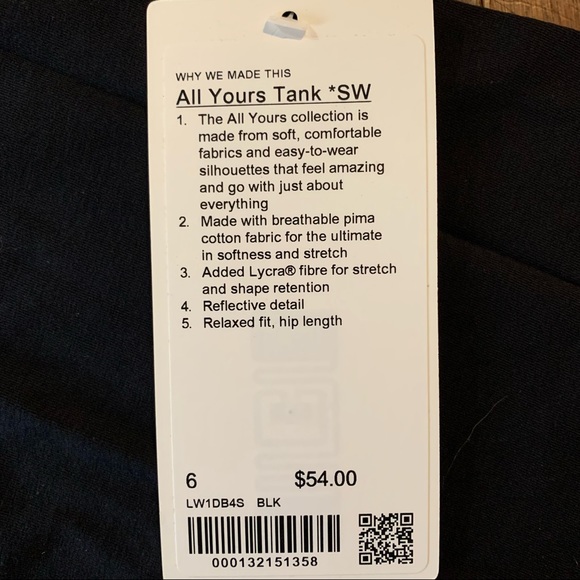 WHY WE MADE THIS
All Yours Tank *SW
1. The All Yours collection is
made from soft, comfortable
fabrics and easy-to-wear
silhouettes that feel amazing
and go with just about
everything
2. Made with breathable pima
cotton fabric for the ultimate
in softness and stretch
3. Added Lycra® fibre for stretch
and shape retention
4. Reflective detail
5. Relaxed fit, hip length
6 $54.00
LW1DB4S BLK
000132151358